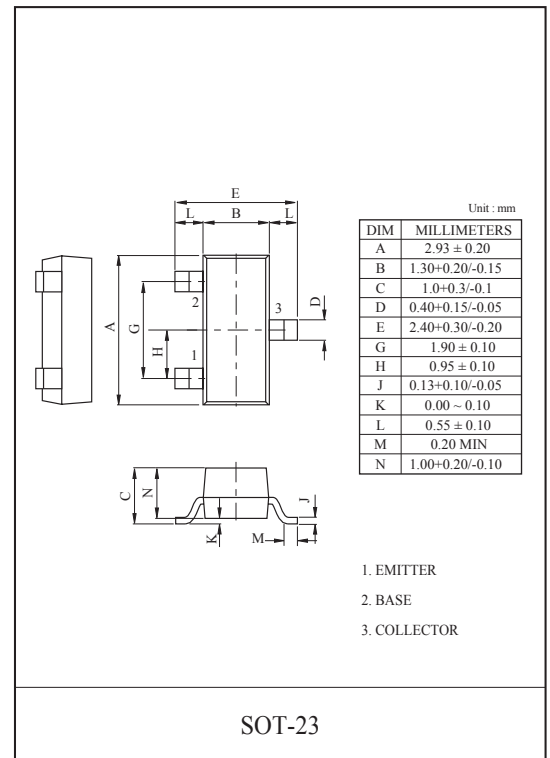 E
L B L
A
G
H
2
1
3
D
Unit : mm
DIM MILLIMETERS
A 2.93 ± 0.20
B 1.30+0.20/-0.15
C 1.0+0.3/-0.1
D 0.40+0.15/-0.05
E 2.40+0.30/-0.20
G 1.90 ± 0.10
H 0.95 ± 0.10
J 0.13+0.10/-0.05
K 0.00 ~ 0.10
L 0.55 ± 0.10
M 0.20 MIN
N 1.00+0.20/-0.10
C
N
K
M
J
1. EMITTER
2. BASE
3. COLLECTOR
SOT-23